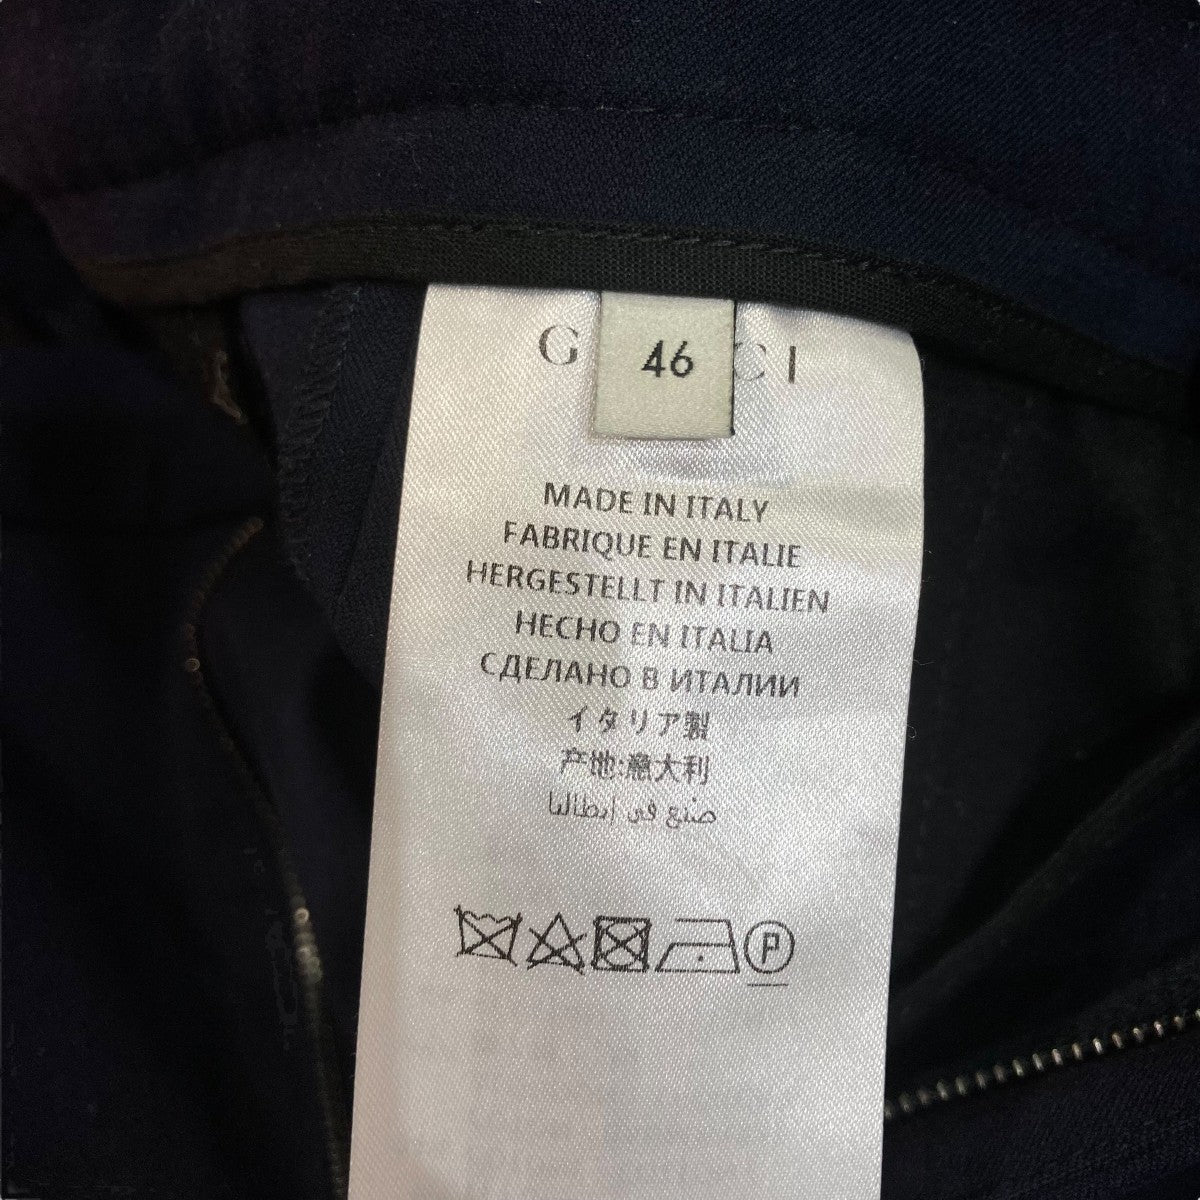 G CI
46
MADE IN ITALY
FABRIQUE EN ITALIE
HERGESTELLT IN ITALIEN
HECHO EN ITALIA
СДЕЛАНО В ИТАЛИИ
イタリア製
产地:意大利
صنع في إيطاليا
P